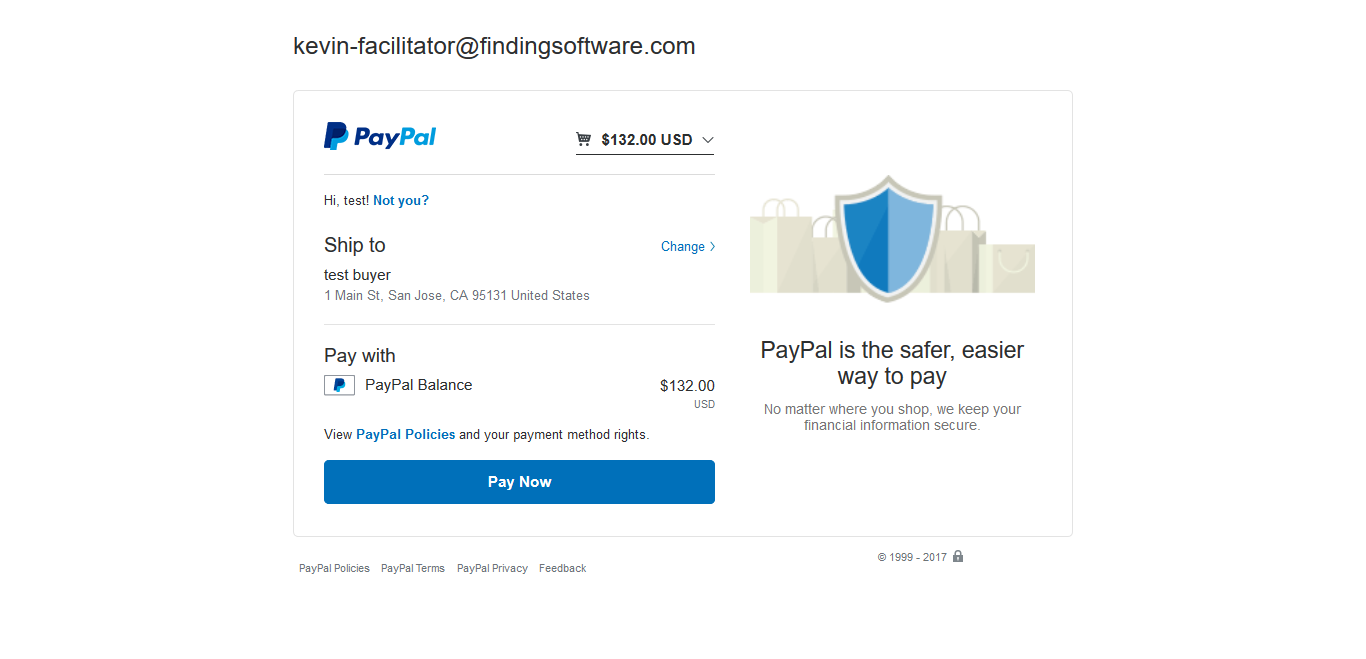 kevin-facilitator@findingsoftware.com
PayPal
$132.00 USD
Hi, test! Not you?
Ship to
Change
test buyer
1 Main St, San Jose, CA 95131 United States
Pay with
PayPal Balance
$132.00
USD
View PayPal Policies and your payment method rights.
Pay Now
PayPal is the safer, easier
way to pay
No matter where you shop, we keep your
financial information secure.
© 1999 - 2017
PayPal Policies PayPal Terms PayPal Privacy Feedback